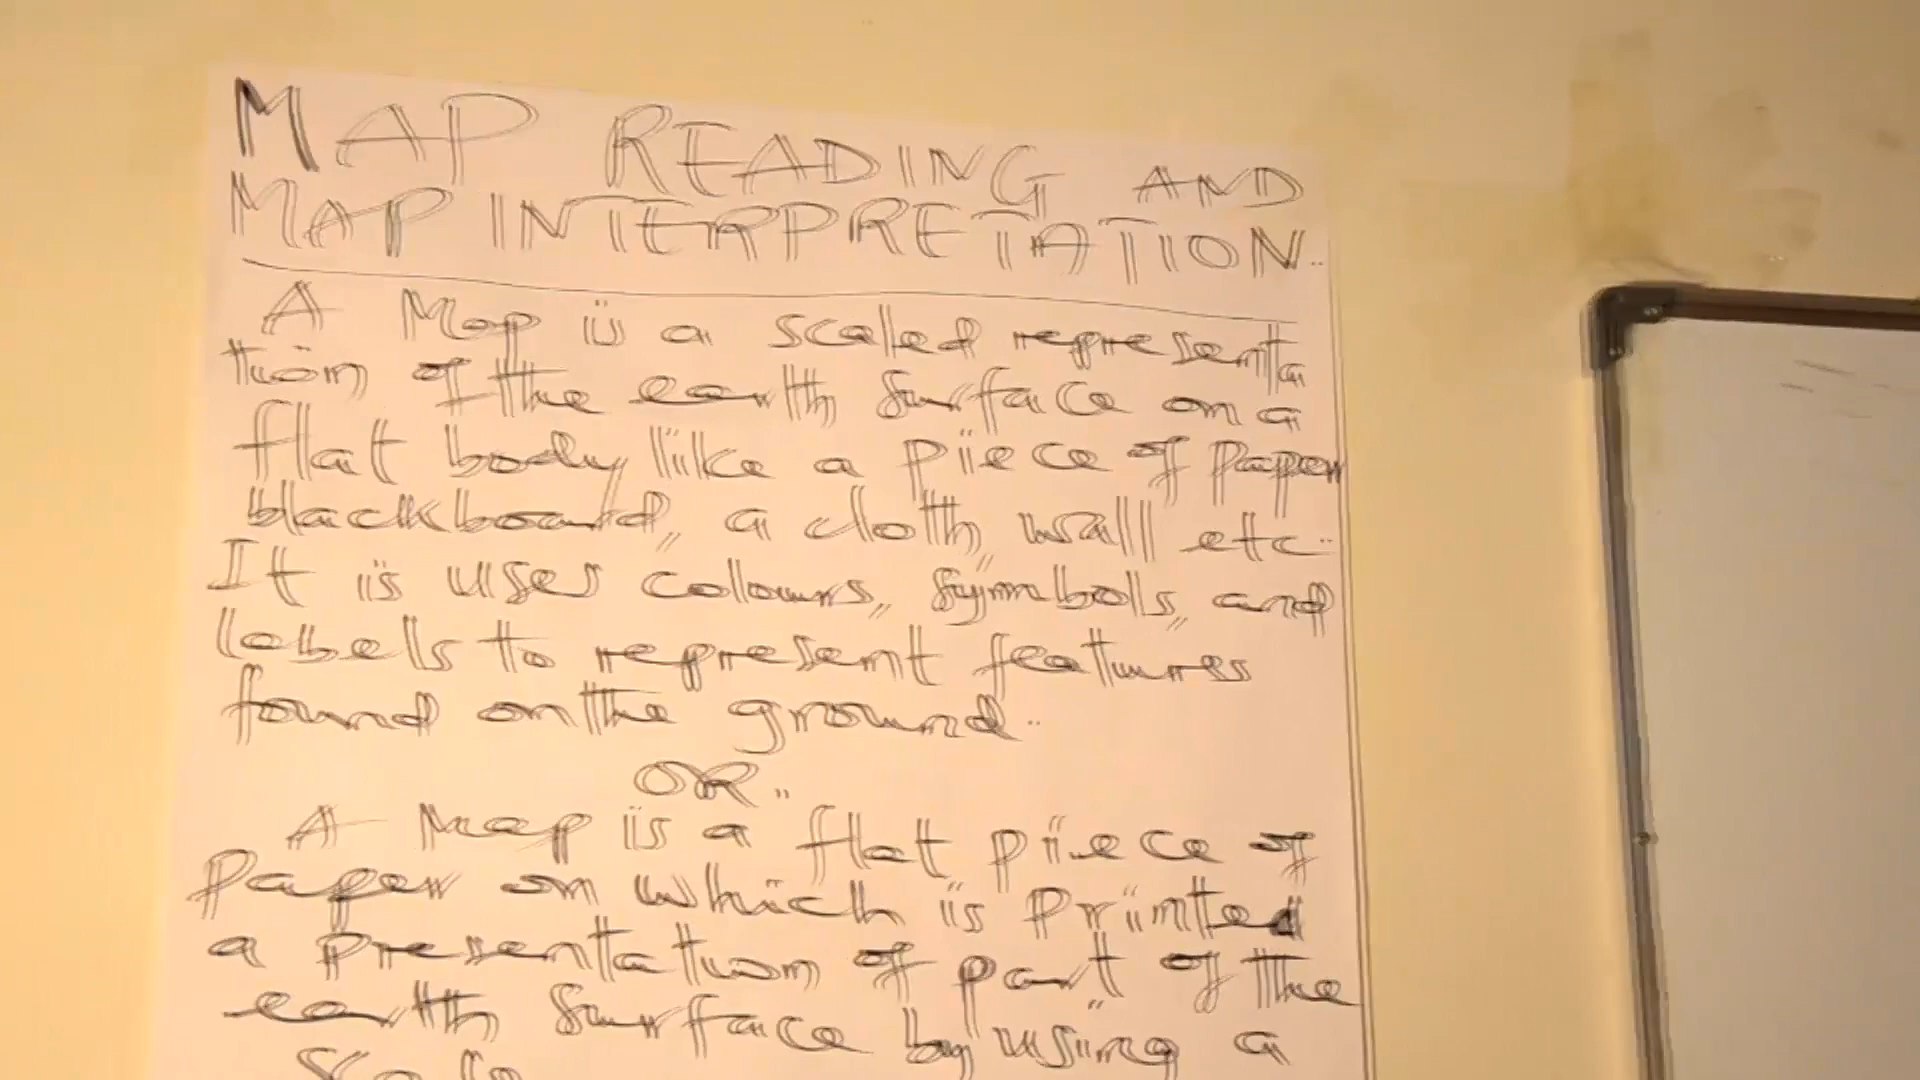 MAP READING AND
MAP INTERPRETATION.
A Map is a scaled representa
tion of the earth surface on a
flat body like a piece of paper
blackboard, a cloth, wall etc.
It is uses colours, symbols, and
labels to represent features
found on the ground.
OR.
A Map is a flat piece of
paper on which is printed
a presentation of part of the
earth surface by using a